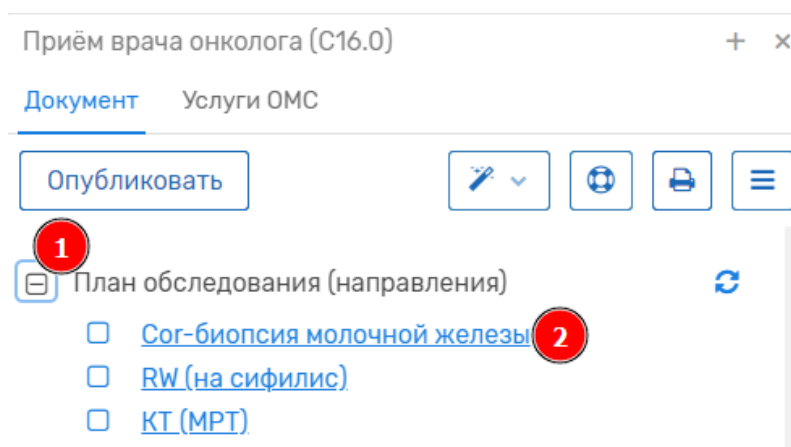 Приём врача онколога (C16.0)
Документ Услуги ОМС
Опубликовать
1
План обследования (направления)
Cor-биопсия молочной железы 2
RW (на сифилис)
КТ (МРТ)